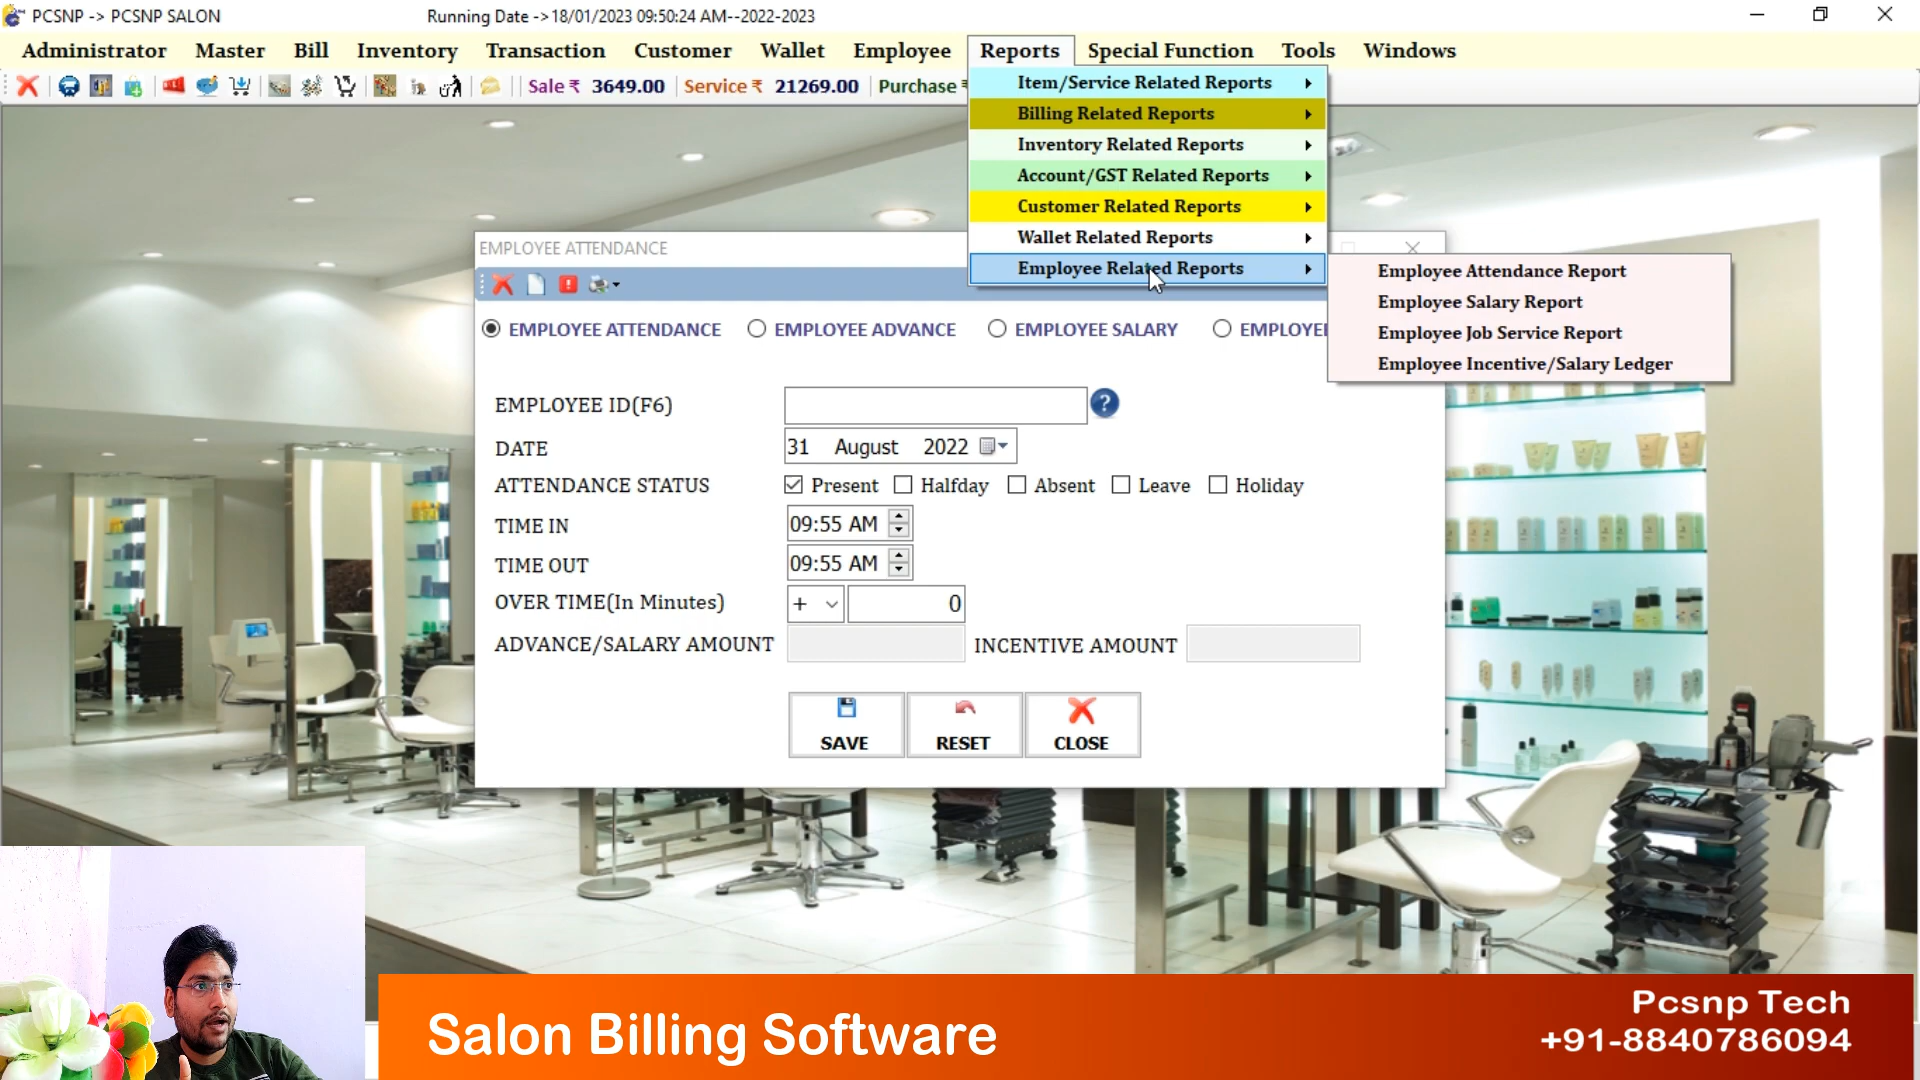 PCSNP -> PCSNP SALON
Running Date ->18/01/2023 09:50:24 AM--2022-2023
Administrator Master Bill Inventory Transaction Customer Wallet Employee Reports Special Function Tools Windows
Sale ₹ 3649.00 Service ₹ 21269.00 Purchase ₹
Item/Service Related Reports
Billing Related Reports
Inventory Related Reports
Account/GST Related Reports
Customer Related Reports
Wallet Related Reports
Employee Related Reports
Employee Attendance Report
Employee Salary Report
Employee Job Service Report
Employee Incentive/Salary Ledger
EMPLOYEE ATTENDANCE
EMPLOYEE ATTENDANCE EMPLOYEE ADVANCE EMPLOYEE SALARY
EMPLOYEE ID(F6)
DATE 31 August 2022
ATTENDANCE STATUS Present Halfday Absent Leave Holiday
TIME IN 09:55 AM
TIME OUT 09:55 AM
OVER TIME(In Minutes) + 0
ADVANCE/SALARY AMOUNT INCENTIVE AMOUNT
SAVE RESET CLOSE
Salon Billing Software
Pcsnp Tech
+91-8840786094